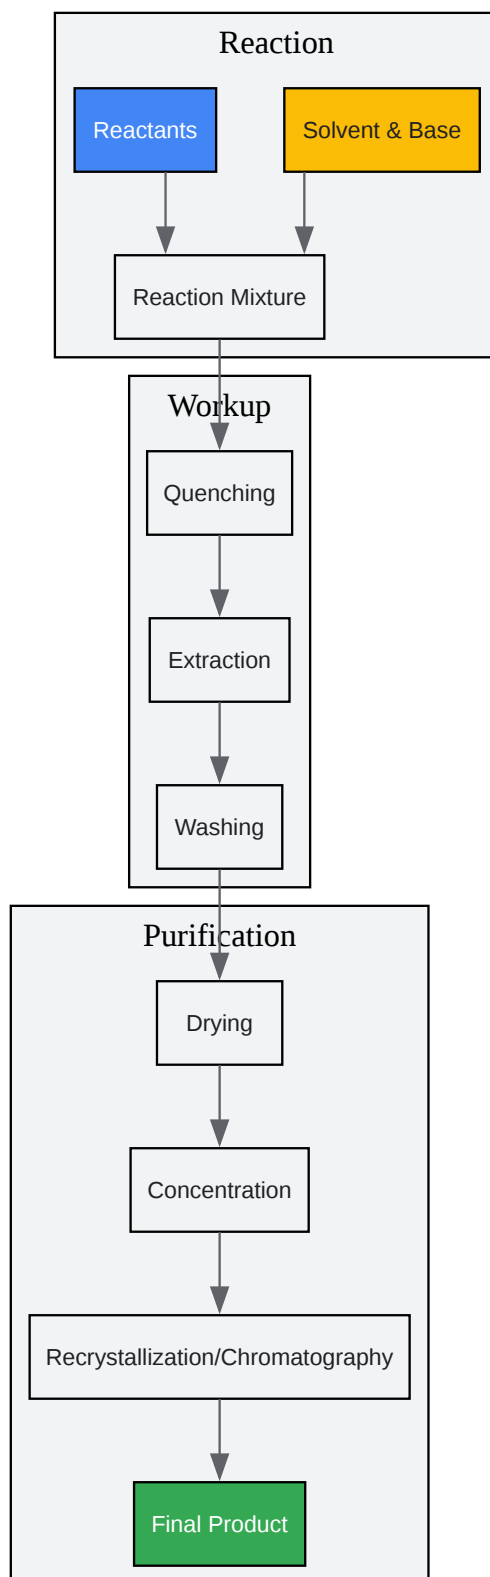 Reaction
Reactants
Solvent & Base
Reaction Mixture
Workup
Quenching
Extraction
Washing
Purification
Drying
Concentration
Recrystallization/Chromatography
Final Product